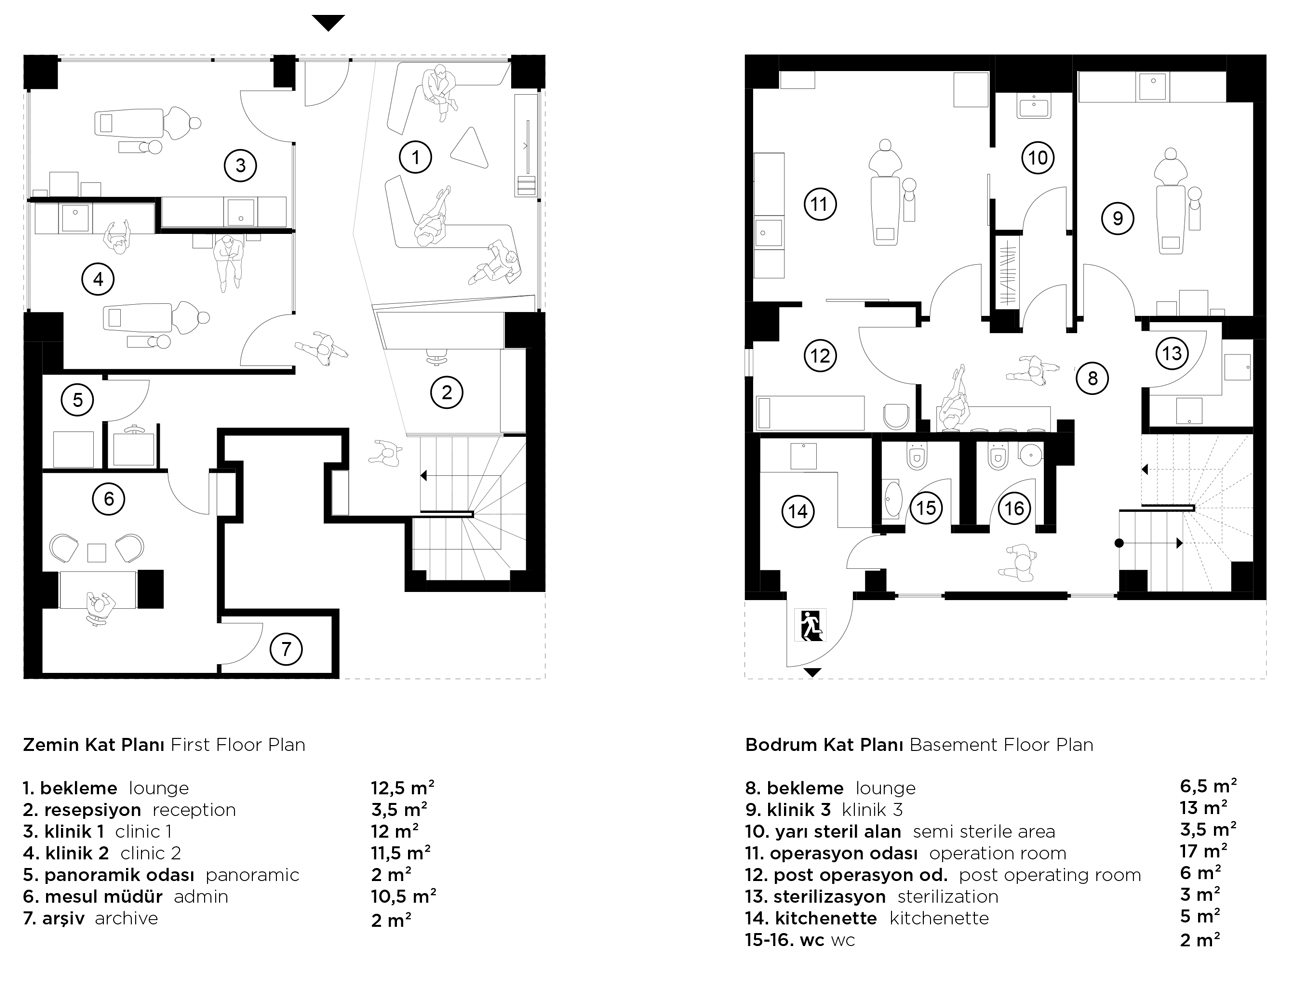 1
2
3
4
5
6
7
8
9
10
11
12
13
14
15
16
Zemin Kat Planı First Floor Plan
1. bekleme lounge 12,5 m²
2. resepsiyon reception 3,5 m²
3. klinik 1 clinic 1 12 m²
4. klinik 2 clinic 2 11,5 m²
5. panoramik odası panoramic 2 m²
6. mesul müdür admin 10,5 m²
7. arşiv archive 2 m²
Bodrum Kat Planı Basement Floor Plan
8. bekleme lounge 6,5 m²
9. klinik 3 klinik 3 13 m²
10. yarı steril alan semi sterile area 3,5 m²
11. operasyon odası operation room 17 m²
12. post operasyon od. post operating room 6 m²
13. sterilizasyon sterilization 3 m²
14. kitchenette kitchenette 5 m²
15-16. wc wc 2 m²